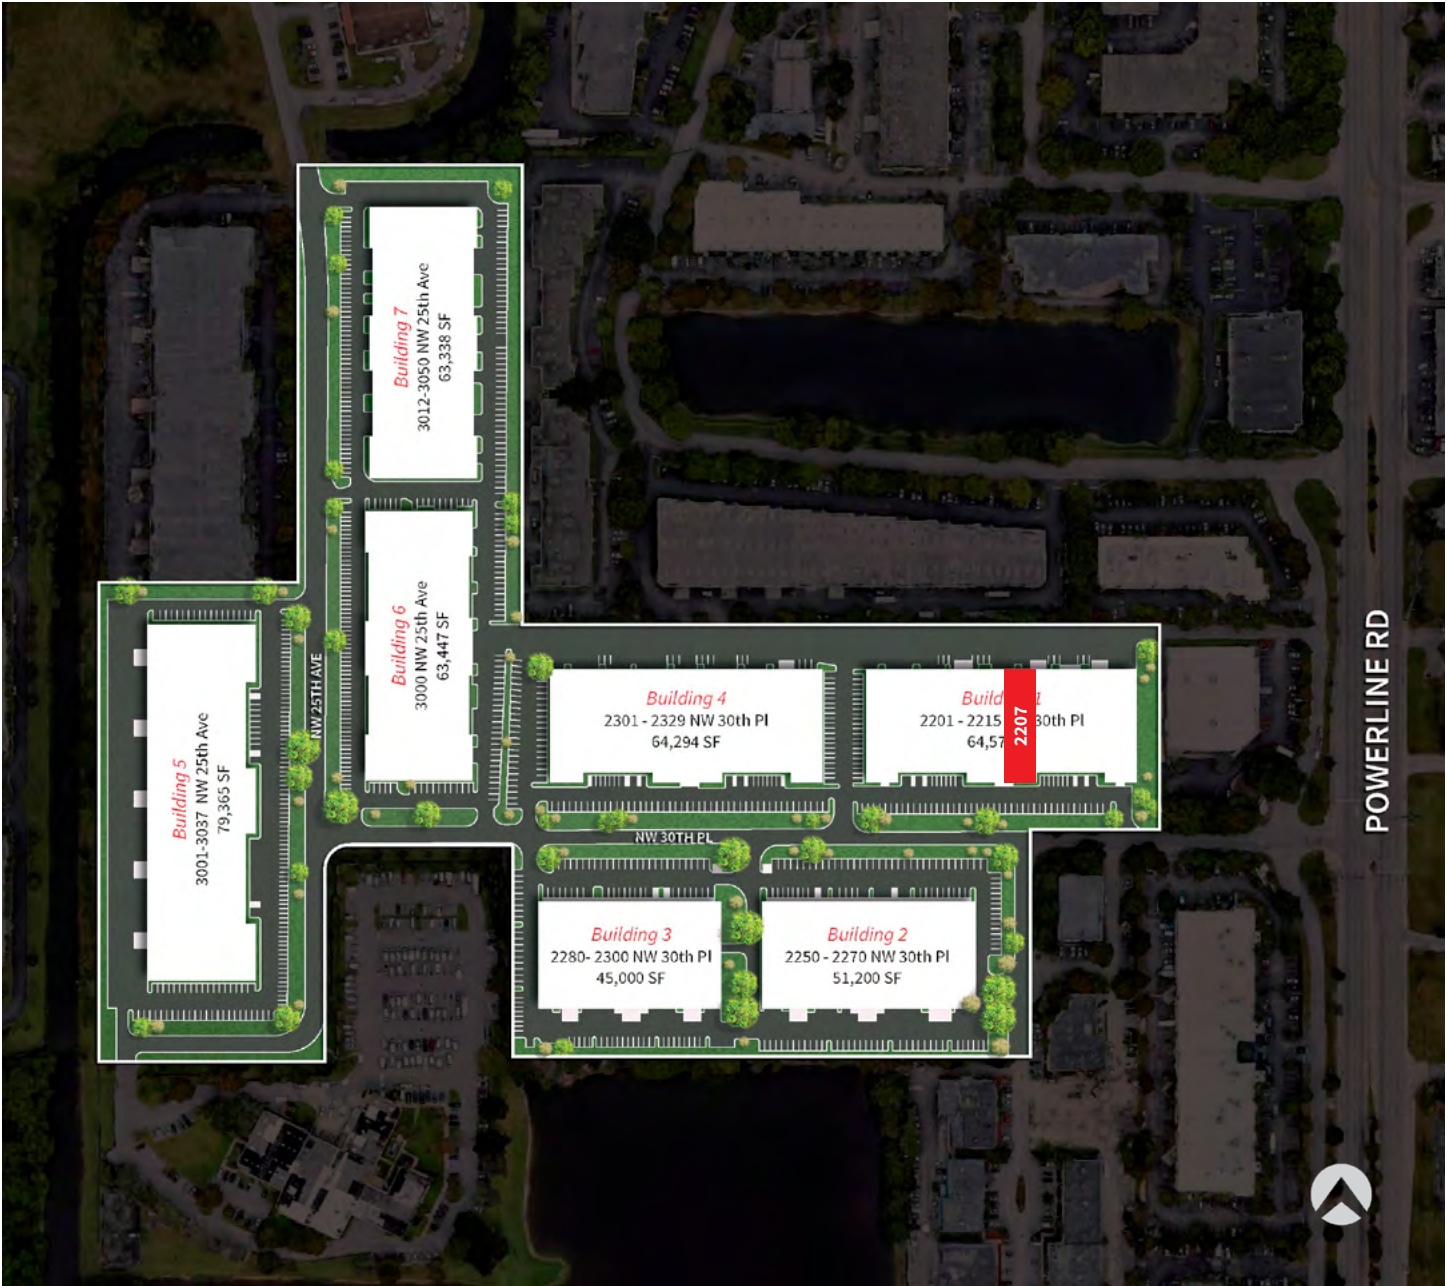 Building 7
3012-3050 NW 25th Ave
63,338 SF
Building 6
3000 NW 25th Ave
63,447 SF
NW 25TH AVE
Building 5
3001-3037 NW 25th Ave
79,365 SF
Building 4
2301 - 2329 NW 30th Pl
64,294 SF
1
2201 - 2215 30th Pl
2207
NW 30TH PL
Building 3
2280- 2300 NW 30th Pl
45,000 SF
Building 2
2250 - 2270 NW 30th Pl
51,200 SF
POWERLINE RD